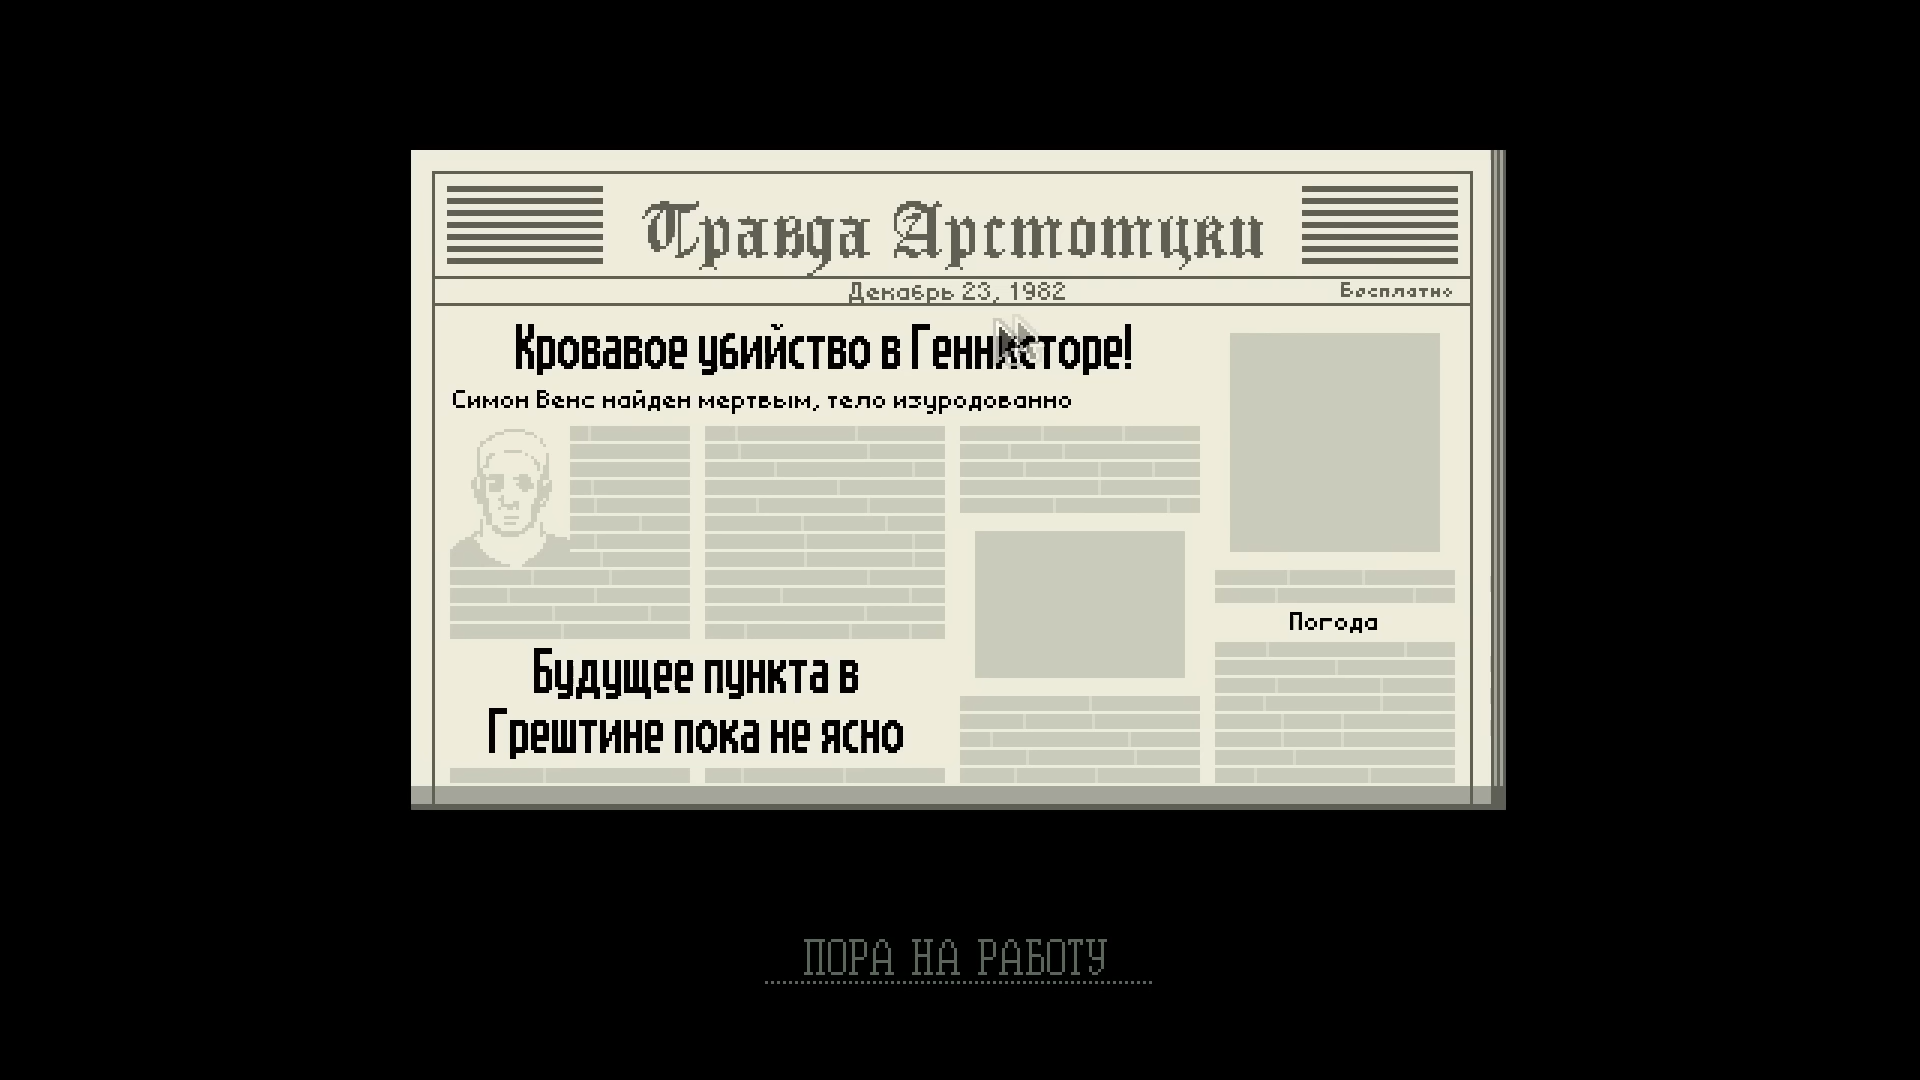 Правда Арстотцки
Декабрь 23, 1982
Бесплатно
Кровавое убийство в Геннисторе!
Симон Венс найден мертвым, тело изуродованно
Погода
Будущее пункта в
Грештине пока не ясно
ПОРА НА РАБОТУ